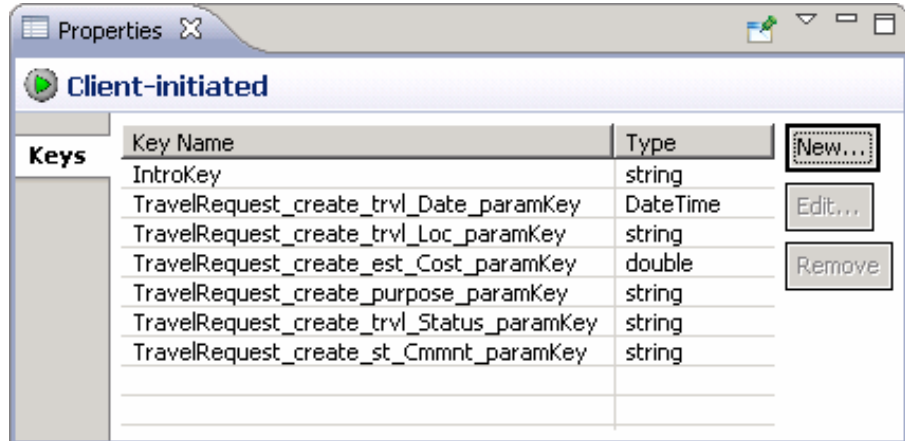 Properties
Client-initiated
Keys
Key Name Type
IntroKey string
TravelRequest_create_trvl_Date_paramKey DateTime
TravelRequest_create_trvl_Loc_paramKey string
TravelRequest_create_est_Cost_paramKey double
TravelRequest_create_purpose_paramKey string
TravelRequest_create_trvl_Status_paramKey string
TravelRequest_create_st_Cmmnt_paramKey string
New...
Edit...
Remove